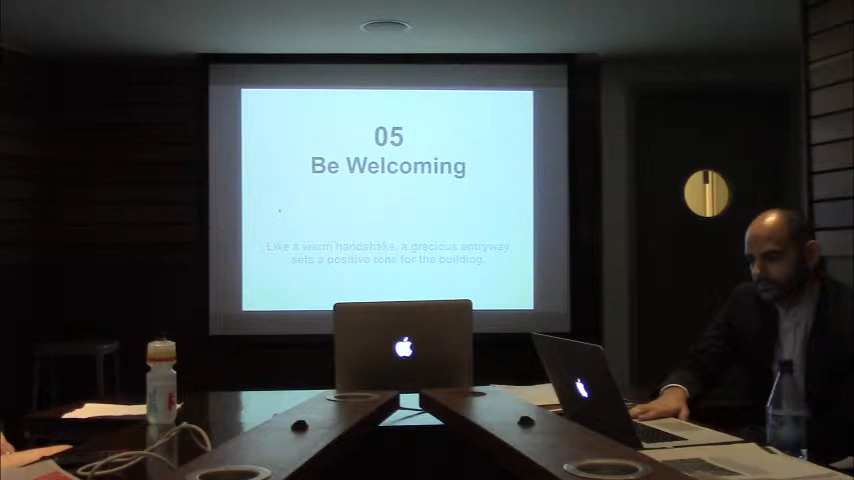 05
Be Welcoming
Like a warm handshake, a gracious entryway
sets a positive tone for the building.